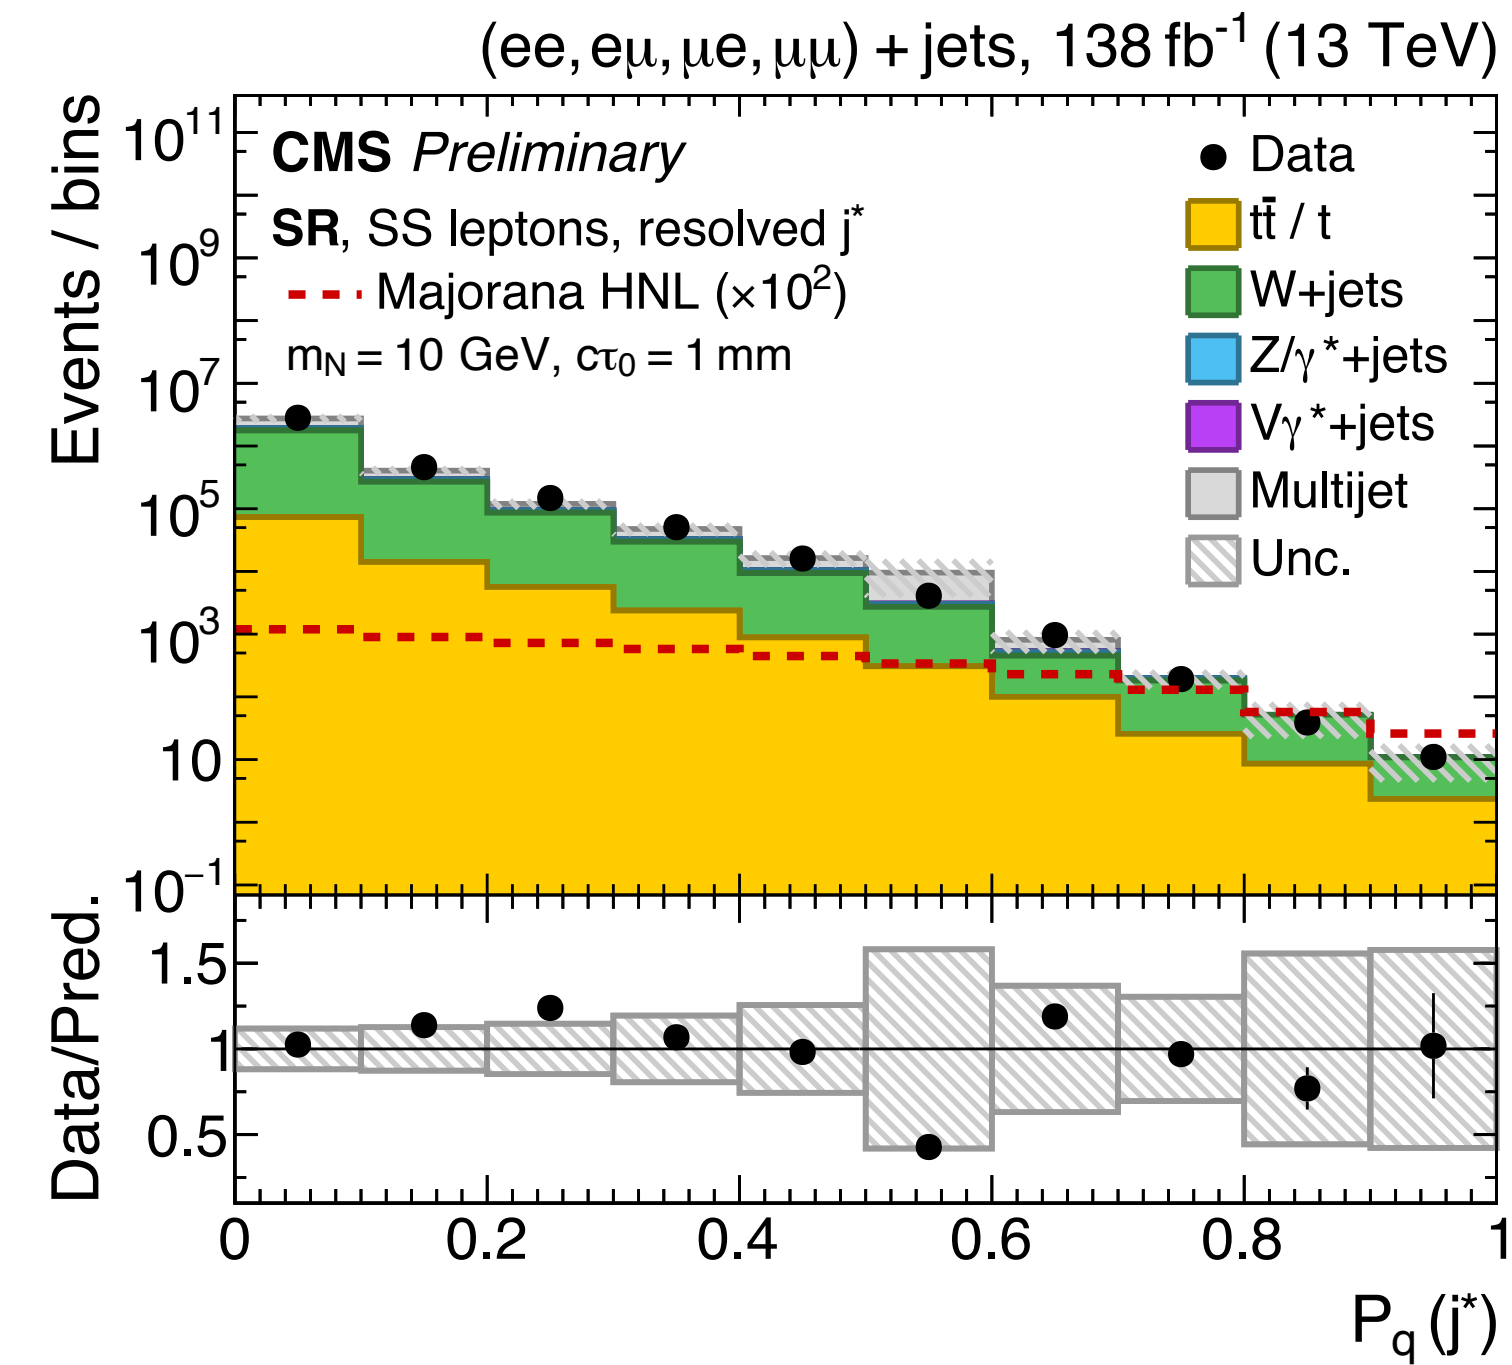 (ee, eμ, μe, μμ) + jets, 138 fb⁻¹ (13 TeV)
Events / bins
10¹¹
10⁹
10⁷
10⁵
10³
10
10⁻¹
CMS Preliminary
SR, SS leptons, resolved j*
Majorana HNL (×10²)
m_N = 10 GeV, cτ₀ = 1 mm
Data
tt̄ / t
W+jets
Z/γ*+jets
Vγ*+jets
Multijet
Unc.
Data/Pred.
1.5
1
0.5
0 0.2 0.4 0.6 0.8 1
P_q (j*)